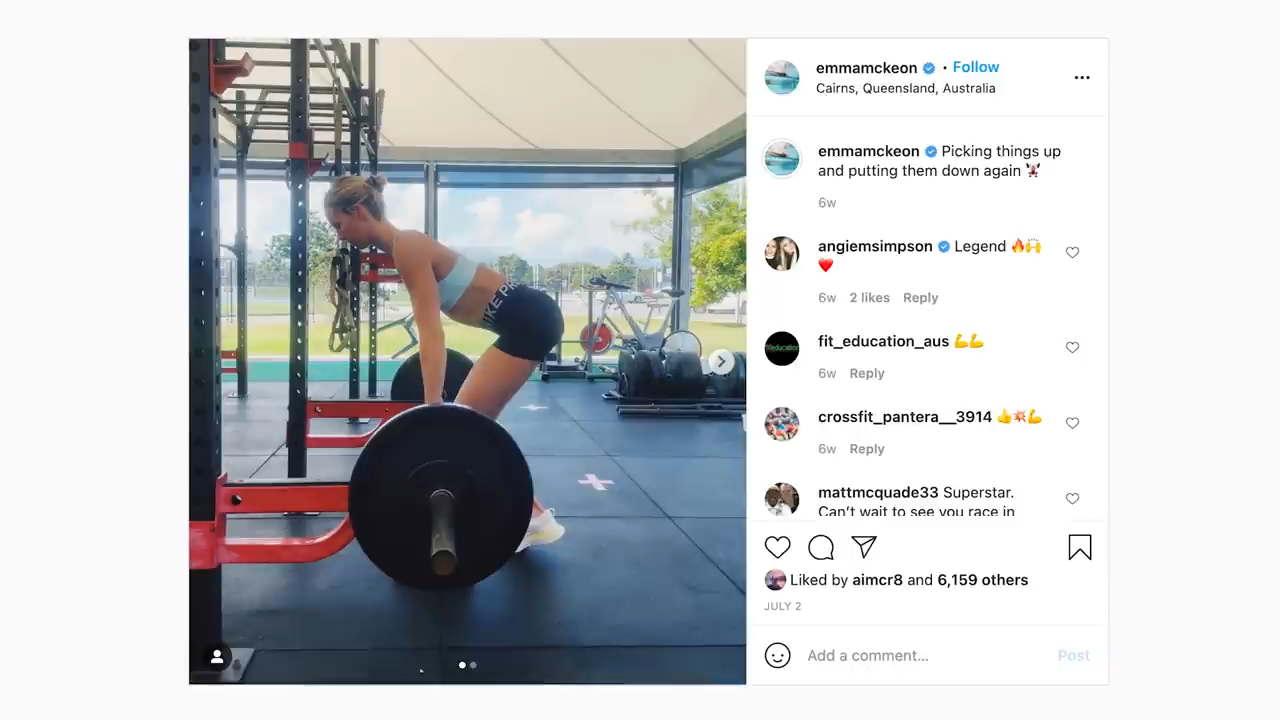 emmamckeon • Follow
Cairns, Queensland, Australia
emmamckeon Picking things up
and putting them down again 🏋🏻‍♀️
6w
angiemsimpson Legend 🔥🙌
❤️
6w 2 likes Reply
fit_education_aus 💪💪
6w Reply
crossfit_pantera__3914 👍💥💪
6w Reply
mattmcquade33 Superstar.
Can't wait to see you race in
Liked by aimcr8 and 6,159 others
JULY 2
Add a comment... Post